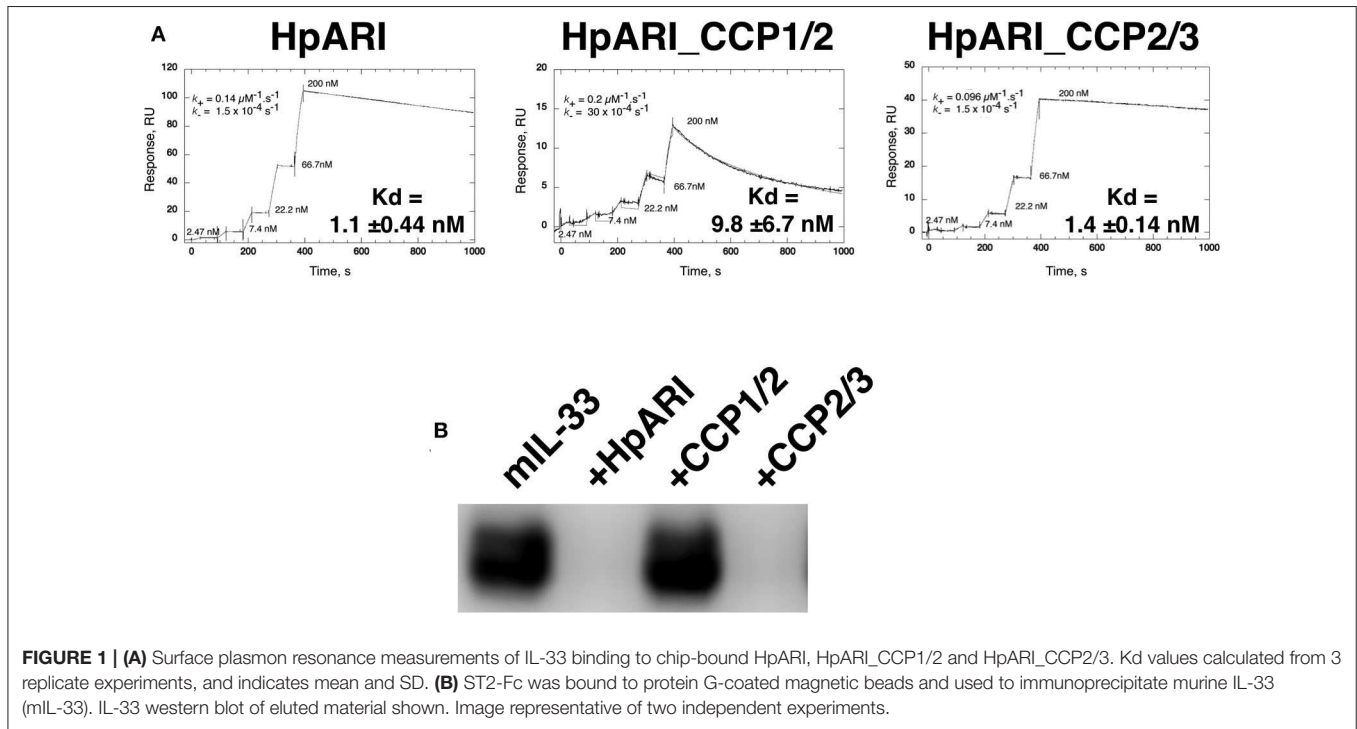 A
HpARI
HpARI_CCP1/2
HpARI_CCP2/3
120
100
80
60
40
20
0
Response, RU
k₊ = 0.14 µM⁻¹.s⁻¹
k₋ = 1.5 x 10⁻⁴ s⁻¹
200 nM
66.7nM
22.2 nM
7.4 nM
2.47 nM
Kd =
1.1 ±0.44 nM
0 200 400 600 800 1000
Time, s
20
15
10
5
0
Response, RU
k₊ = 0.2 µM⁻¹.s⁻¹
k₋ = 30 x 10⁻⁴ s⁻¹
200 nM
66.7nM
22.2 nM
7.4 nM
2.47 nM
Kd =
9.8 ±6.7 nM
0 200 400 600 800 1000
Time, s
50
40
30
20
10
0
Response, RU
k₊ = 0.096 µM⁻¹.s⁻¹
k₋ = 1.5 x 10⁻⁴ s⁻¹
200 nM
66.7nM
22.2 nM
7.4 nM
2.47 nM
Kd =
1.4 ±0.14 nM
0 200 400 600 800 1000
Time, s
B
mIL-33
+HpARI
+CCP1/2
+CCP2/3
FIGURE 1 | (A) Surface plasmon resonance measurements of IL-33 binding to chip-bound HpARI, HpARI_CCP1/2 and HpARI_CCP2/3. Kd values calculated from 3
replicate experiments, and indicates mean and SD. (B) ST2-Fc was bound to protein G-coated magnetic beads and used to immunoprecipitate murine IL-33
(mIL-33). IL-33 western blot of eluted material shown. Image representative of two independent experiments.